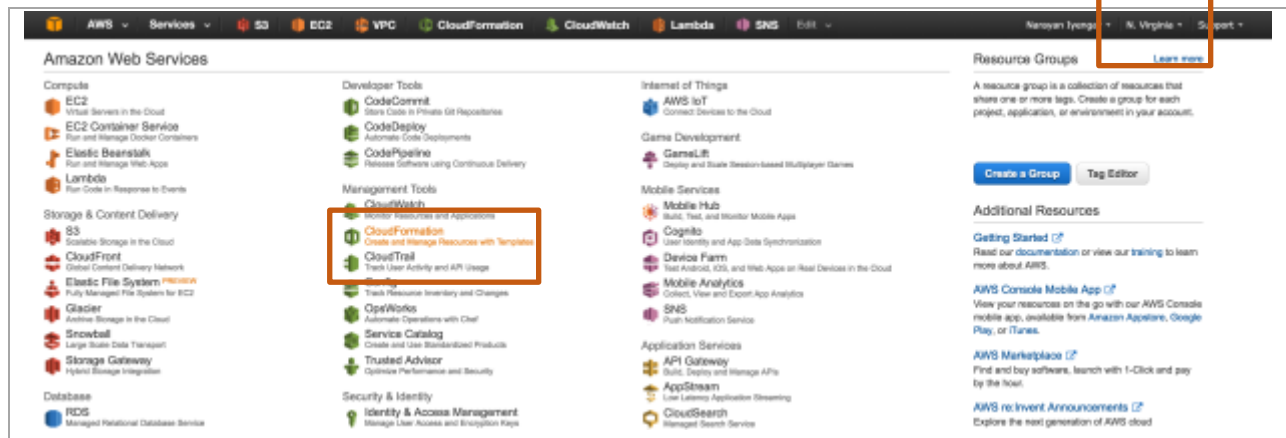 AWS Services S3 EC2 VPC CloudFormation CloudWatch Lambda SNS Edit Narayan Iyengar N. Virginia Support
Amazon Web Services
Compute
EC2
Virtual Servers in the Cloud
EC2 Container Service
Run and Manage Docker Containers
Elastic Beanstalk
Run and Manage Web Apps
Lambda
Run Code in Response to Events
Storage & Content Delivery
S3
Scalable Storage in the Cloud
CloudFront
Global Content Delivery Network
Elastic File System PREVIEW
Fully Managed File System for EC2
Glacier
Archive Storage in the Cloud
Snowball
Large Scale Data Transport
Storage Gateway
Hybrid Storage Integration
Database
RDS
Managed Relational Database Service
Developer Tools
CodeCommit
Store Code in Private Git Repositories
CodeDeploy
Automate Code Deployments
CodePipeline
Release Software using Continuous Delivery
Management Tools
CloudWatch
Monitor Resources and Applications
CloudFormation
Create and Manage Resources with Templates
CloudTrail
Track User Activity and API Usage
Config
Track Resource Inventory and Changes
OpsWorks
Automate Operations with Chef
Service Catalog
Create and Use Standardized Products
Trusted Advisor
Optimize Performance and Security
Security & Identity
Identity & Access Management
Manage User Access and Encryption Keys
Internet of Things
AWS IoT
Connect Devices to the Cloud
Game Development
GameLift
Deploy and Scale Session-based Multiplayer Games
Mobile Services
Mobile Hub
Build, Test, and Monitor Mobile Apps
Cognito
User Identity and App Data Synchronization
Device Farm
Test Android, iOS, and Web Apps on Real Devices in the Cloud
Mobile Analytics
Collect, View and Export App Analytics
SNS
Push Notification Service
Application Services
API Gateway
Build, Deploy and Manage APIs
AppStream
Low Latency Application Streaming
CloudSearch
Managed Search Service
Resource Groups Learn more
A resource group is a collection of resources that
share one or more tags. Create a group for each
project, application, or environment in your account.
Create a Group Tag Editor
Additional Resources
Getting Started
Read our documentation or view our training to learn
more about AWS.
AWS Console Mobile App
View your resources on the go with our AWS Console
mobile app, available from Amazon Appstore, Google
Play, or iTunes.
AWS Marketplace
Find and buy software, launch with 1-Click and pay
by the hour.
AWS re:Invent Announcements
Explore the next generation of AWS cloud